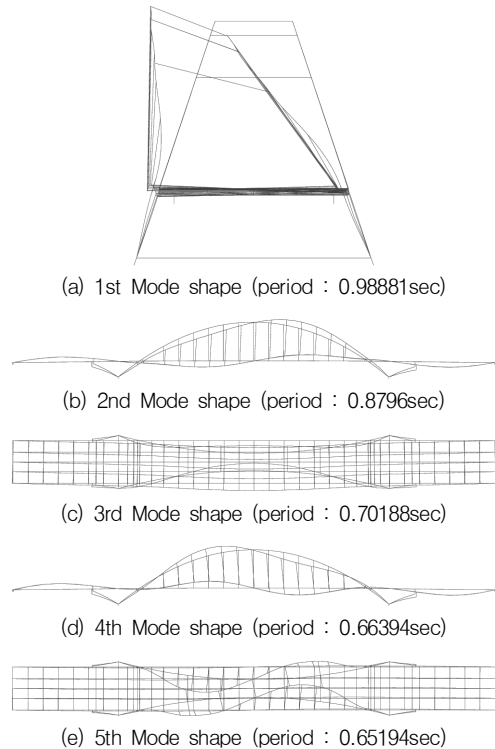 (a) 1st Mode shape (period : 0.98881sec)
(b) 2nd Mode shape (period : 0.8796sec)
(c) 3rd Mode shape (period : 0.70188sec)
(d) 4th Mode shape (period : 0.66394sec)
(e) 5th Mode shape (period : 0.65194sec)